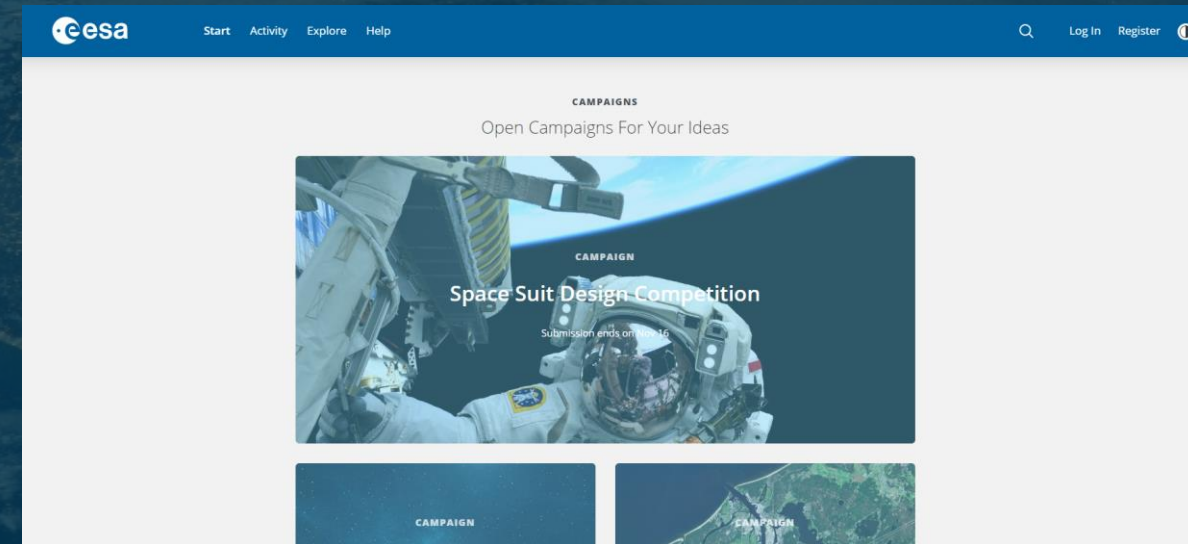 esa
Start Activity Explore Help
Log In Register
CAMPAIGNS
Open Campaigns For Your Ideas
CAMPAIGN
Space Suit Design Competition
Submission ends on Nov 16
CAMPAIGN
CAMPAIGN